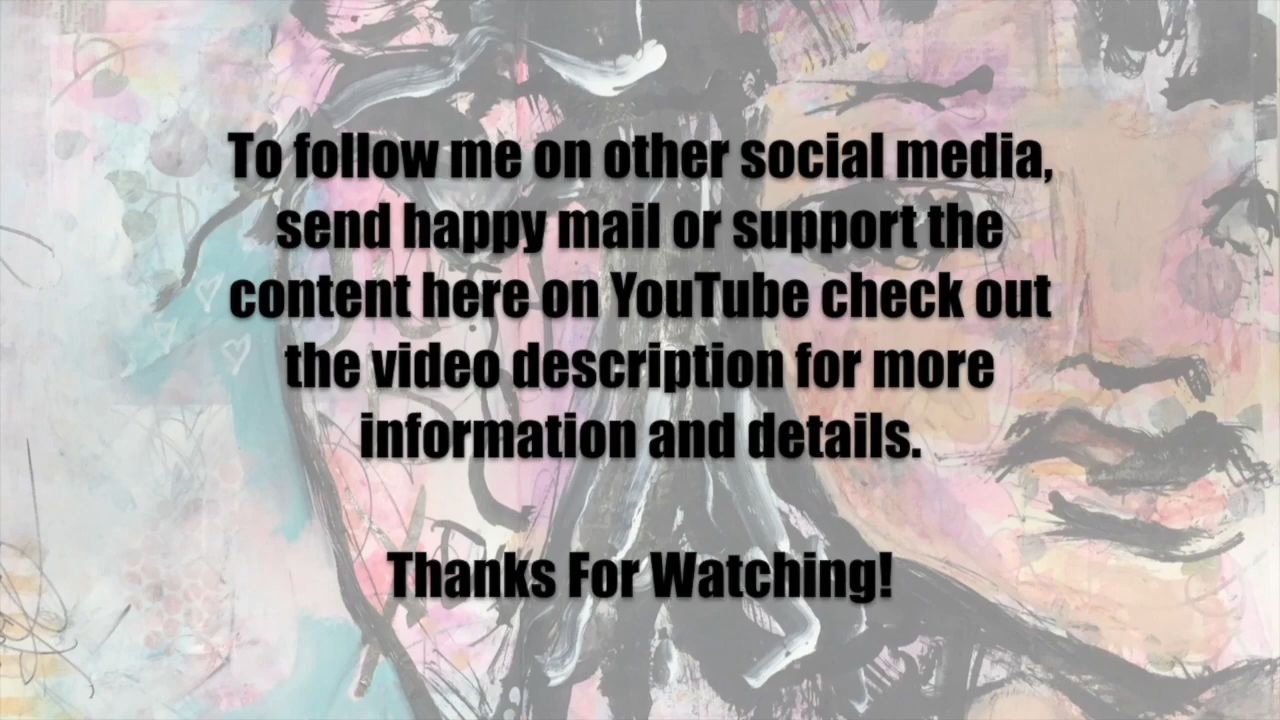 To follow me on other social media,
send happy mail or support the
content here on YouTube check out
the video description for more
information and details.
Thanks For Watching!